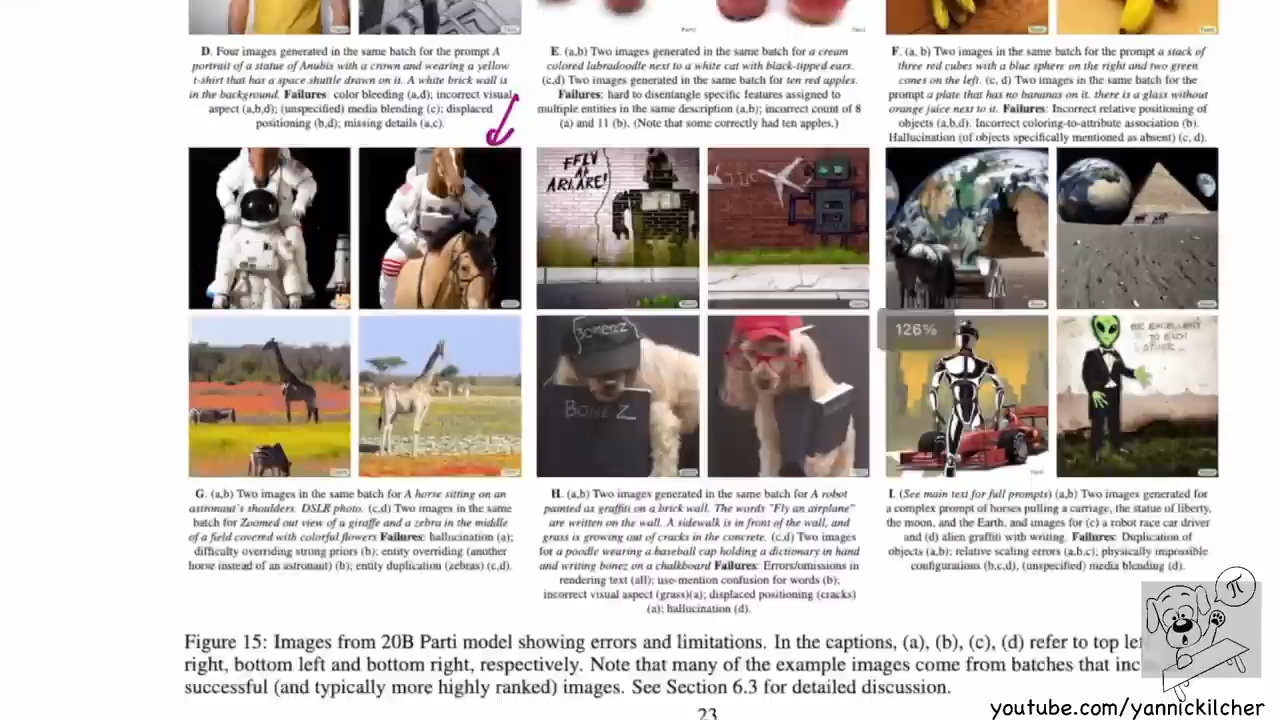 D. Four images generated in the same batch for the prompt A
portrait of a statue of Anubis with a crown and wearing a yellow
t-shirt that has a space shuttle drawn on it. A white brick wall is
in the background. Failures: color bleeding (a,d); incorrect visual
aspect (a,b,d); (unspecified) media blending (c); displaced
positioning (b,d); missing details (a,c).
E. (a,b) Two images generated in the same batch for a cream
colored labradoodle next to a white cat with black-tipped ears.
(c,d) Two images generated in the same batch for ten red apples.
Failures: hard to disentangle specific features assigned to
multiple entities in the same description (a,b); incorrect count of 8
(a) and 11 (b). (Note that some correctly had ten apples.)
F. (a, b) Two images in the same batch for the prompt a stack of
three red cubes with a blue sphere on the right and two green
cones on the left. (c, d) Two images in the same batch for the
prompt a plate that has no bananas on it. there is a glass without
orange juice next to it. Failures: Incorrect relative positioning of
objects (a,b,d). Incorrect coloring-to-attribute association (b).
Hallucination (of objects specifically mentioned as absent) (c, d).
FFLY
AI
ARLARE!
126%
BONEZ
BONEZ
BE EXCELLENT
TO EACH
OTHER
G. (a,b) Two images in the same batch for A horse sitting on an
astronaut's shoulders. DSLR photo. (c,d) Two images in the same
batch for Zoomed out view of a giraffe and a zebra in the middle
of a field covered with colorful flowers Failures: hallucination (a);
difficulty overriding strong priors (b); entity overriding (another
horse instead of an astronaut) (b); entity duplication (zebras) (c,d).
H. (a,b) Two images generated in the same batch for A robot
painted as graffiti on a brick wall. The words "Fly an airplane"
are written on the wall. A sidewalk is in front of the wall, and
grass is growing out of cracks in the concrete. (c,d) Two images
for a poodle wearing a baseball cap holding a dictionary in hand
and writing bonez on a chalkboard Failures: Errors/omissions in
rendering text (all); use-mention confusion for words (b);
incorrect visual aspect (grass)(a); displaced positioning (cracks)
(a); hallucination (d).
I. (See main text for full prompts) (a,b) Two images generated for
a complex prompt of horses pulling a carriage, the statue of liberty,
the moon, and the Earth, and images for (c) a robot race car driver
and (d) alien graffiti with writing. Failures: Duplication of
objects (a,b); relative scaling errors (a,b,c); physically impossible
configurations (b,c,d), (unspecified) media blending (d).
Figure 15: Images from 20B Parti model showing errors and limitations. In the captions, (a), (b), (c), (d) refer to top lef
right, bottom left and bottom right, respectively. Note that many of the example images come from batches that inc
successful (and typically more highly ranked) images. See Section 6.3 for detailed discussion.
23
π
youtube.com/yannickilcher